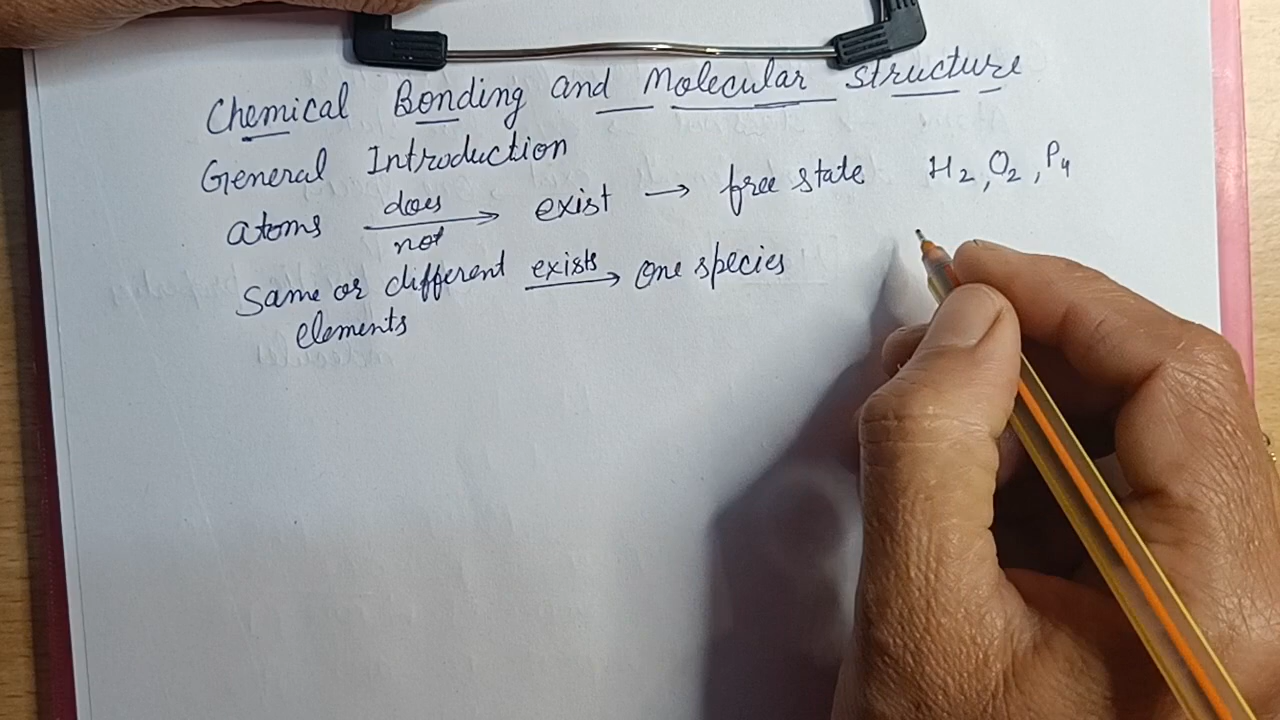 Chemical Bonding and Molecular structure
General Introduction
atoms does not → exist → free state H2, O2, P4
Same or different exists → one species
elements